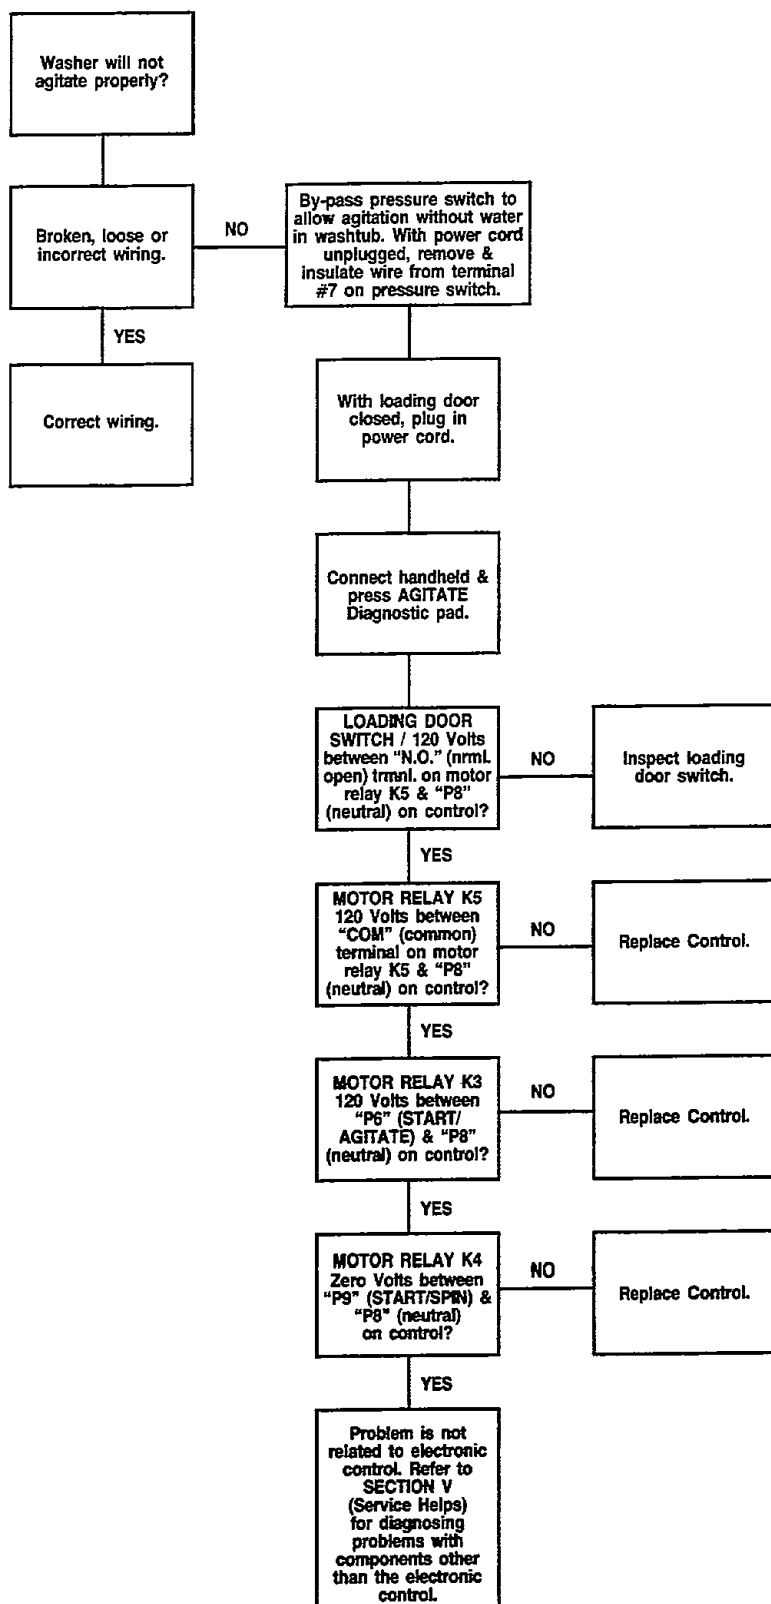 Washer will not
agitate properly?
Broken, loose or
incorrect wiring.
NO
By-pass pressure switch to
allow agitation without water
in washtub. With power cord
unplugged, remove &
insulate wire from terminal
#7 on pressure switch.
YES
Correct wiring.
With loading door
closed, plug in
power cord.
Connect handheld &
press AGITATE
Diagnostic pad.
LOADING DOOR
SWITCH / 120 Volts
between "N.O." (nrml.
open) trmnl. on motor
relay K5 & "P8"
(neutral) on control?
NO
Inspect loading
door switch.
YES
MOTOR RELAY K5
120 Volts between
"COM" (common)
terminal on motor
relay K5 & "P8"
(neutral) on control?
NO
Replace Control.
YES
MOTOR RELAY K3
120 Volts between
"P6" (START/
AGITATE) & "P8"
(neutral) on control?
NO
Replace Control.
YES
MOTOR RELAY K4
Zero Volts between
"P9" (START/SPIN) &
"P8" (neutral)
on control?
NO
Replace Control.
YES
Problem is not
related to electronic
control. Refer to
SECTION V
(Service Helps)
for diagnosing
problems with
components other
than the electronic
control.